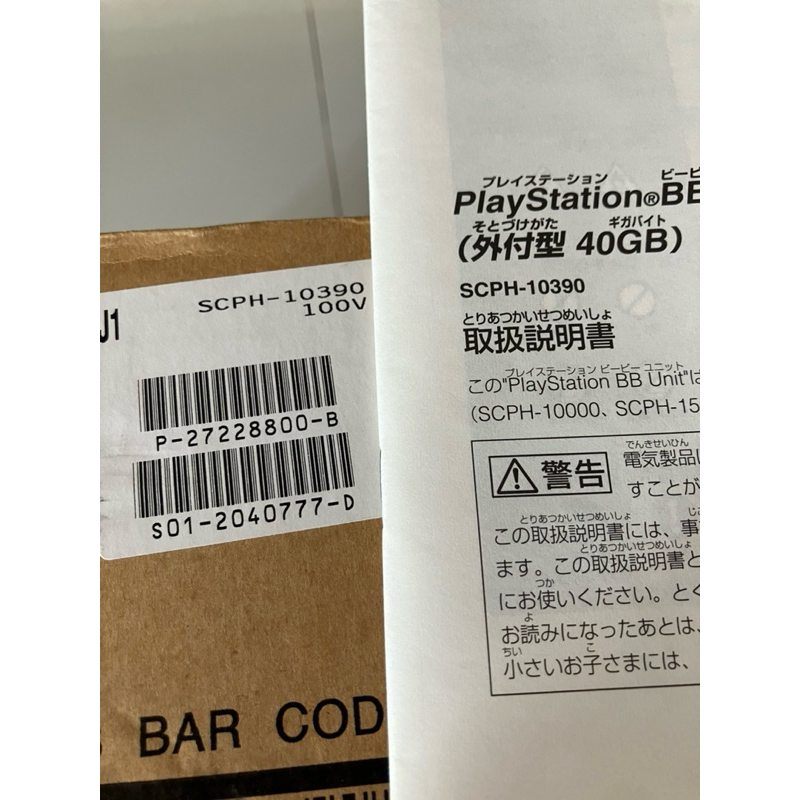 J1
SCPH-10390
100V
P-27228800-B
S01-2040777-D
BAR COD
プレイステーション ビービ
PlayStation®BB
そとづけがた ギガバイト
(外付型 40GB)
SCPH-10390
とりあつかいせつめいしょ
取扱説明書
プレイステーション ビービー ユニット
この"PlayStation BB Unit"は
(SCPH-10000、SCPH-15
警告
でんきせいひん
電気製品は
すことが
とりあつかいせつめいしょ じこ
この取扱説明書には、事
とりあつかいせつめいしょ
ます。この取扱説明書と
つか
にお使いください。とく
よ
お読みになったあとは、
ちい こ
小さいお子さまには、